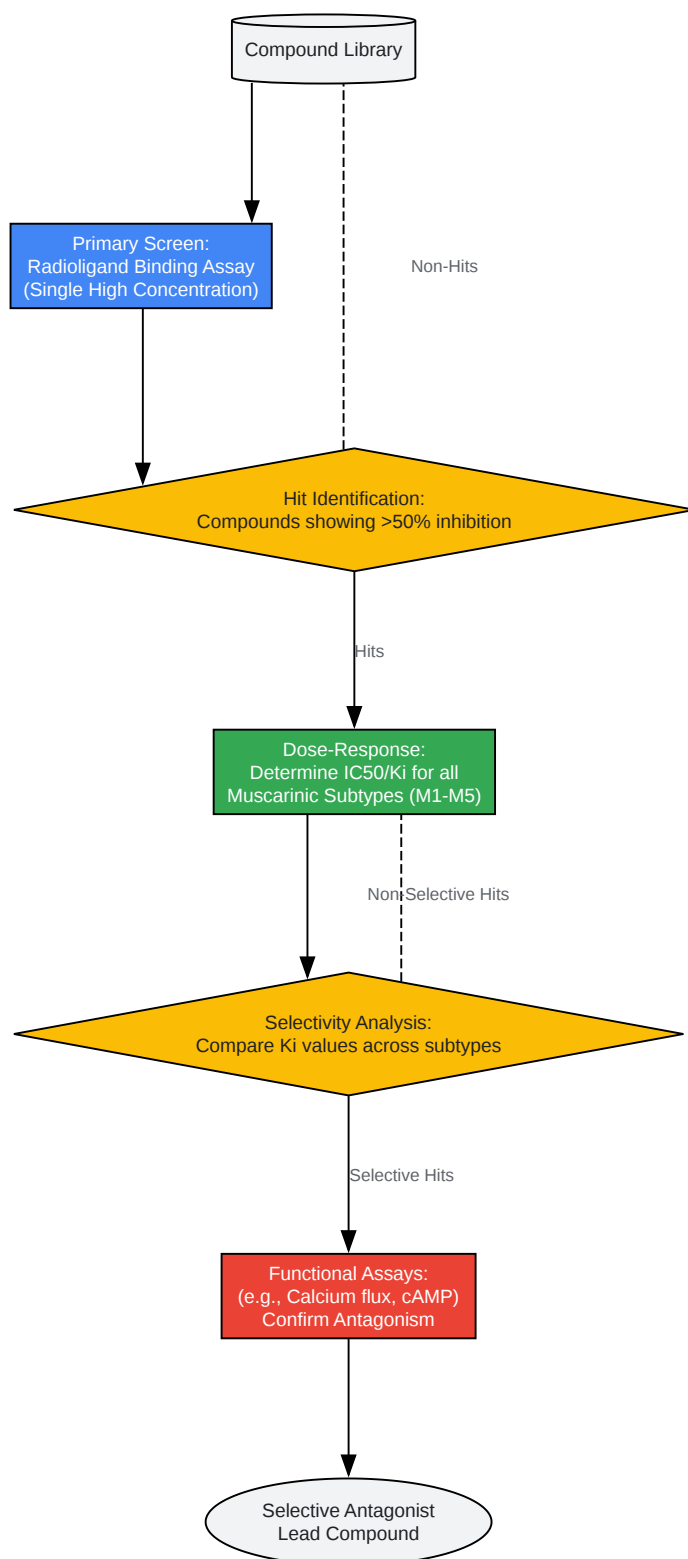 Compound Library
Primary Screen:
Radioligand Binding Assay
(Single High Concentration)
Non-Hits
Hit Identification:
Compounds showing >50% inhibition
Hits
Dose-Response:
Determine IC50/Ki for all
Muscarinic Subtypes (M1-M5)
Non-Selective Hits
Selectivity Analysis:
Compare Ki values across subtypes
Selective Hits
Functional Assays:
(e.g., Calcium flux, cAMP)
Confirm Antagonism
Selective Antagonist
Lead Compound